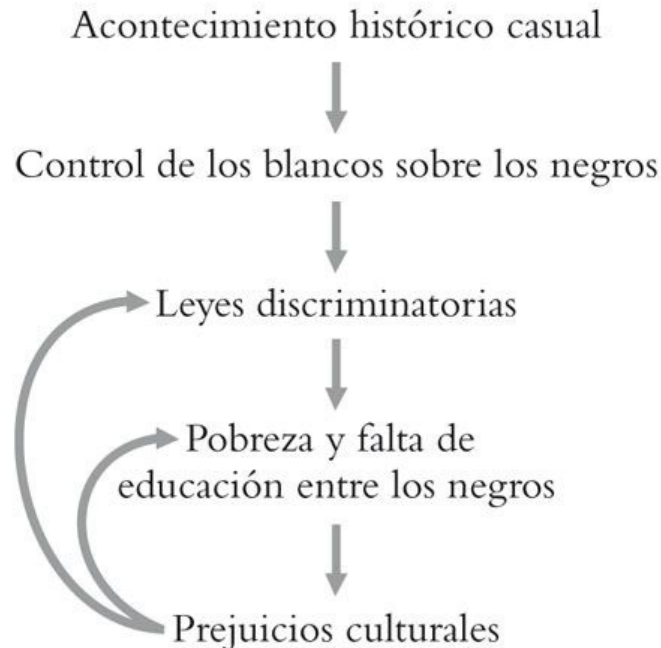 Acontecimiento histórico casual
Control de los blancos sobre los negros
Leyes discriminatorias
Pobreza y falta de
educación entre los negros
Prejuicios culturales